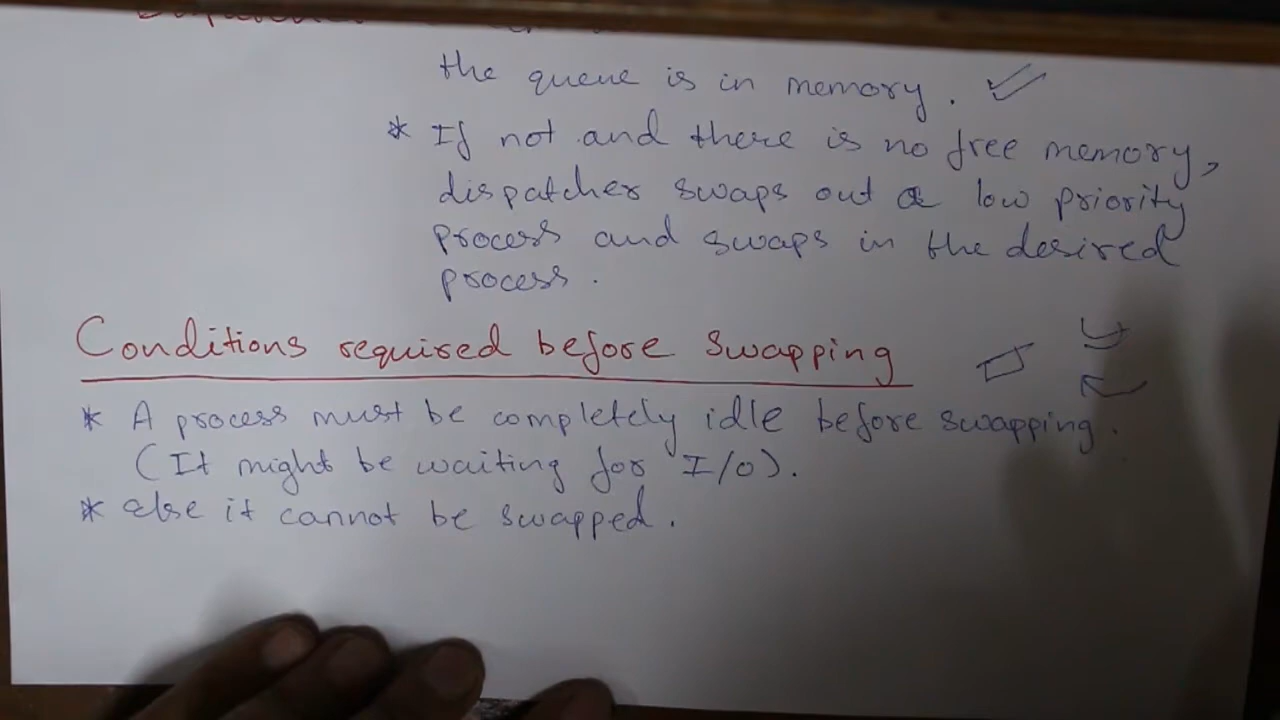 the queue is in memory.
* If not and there is no free memory,
dispatcher swaps out a low priority
process and swaps in the desired
process.
Conditions required before swapping
* A process must be completely idle before swapping.
(It might be waiting for I/O).
* else it cannot be swapped.